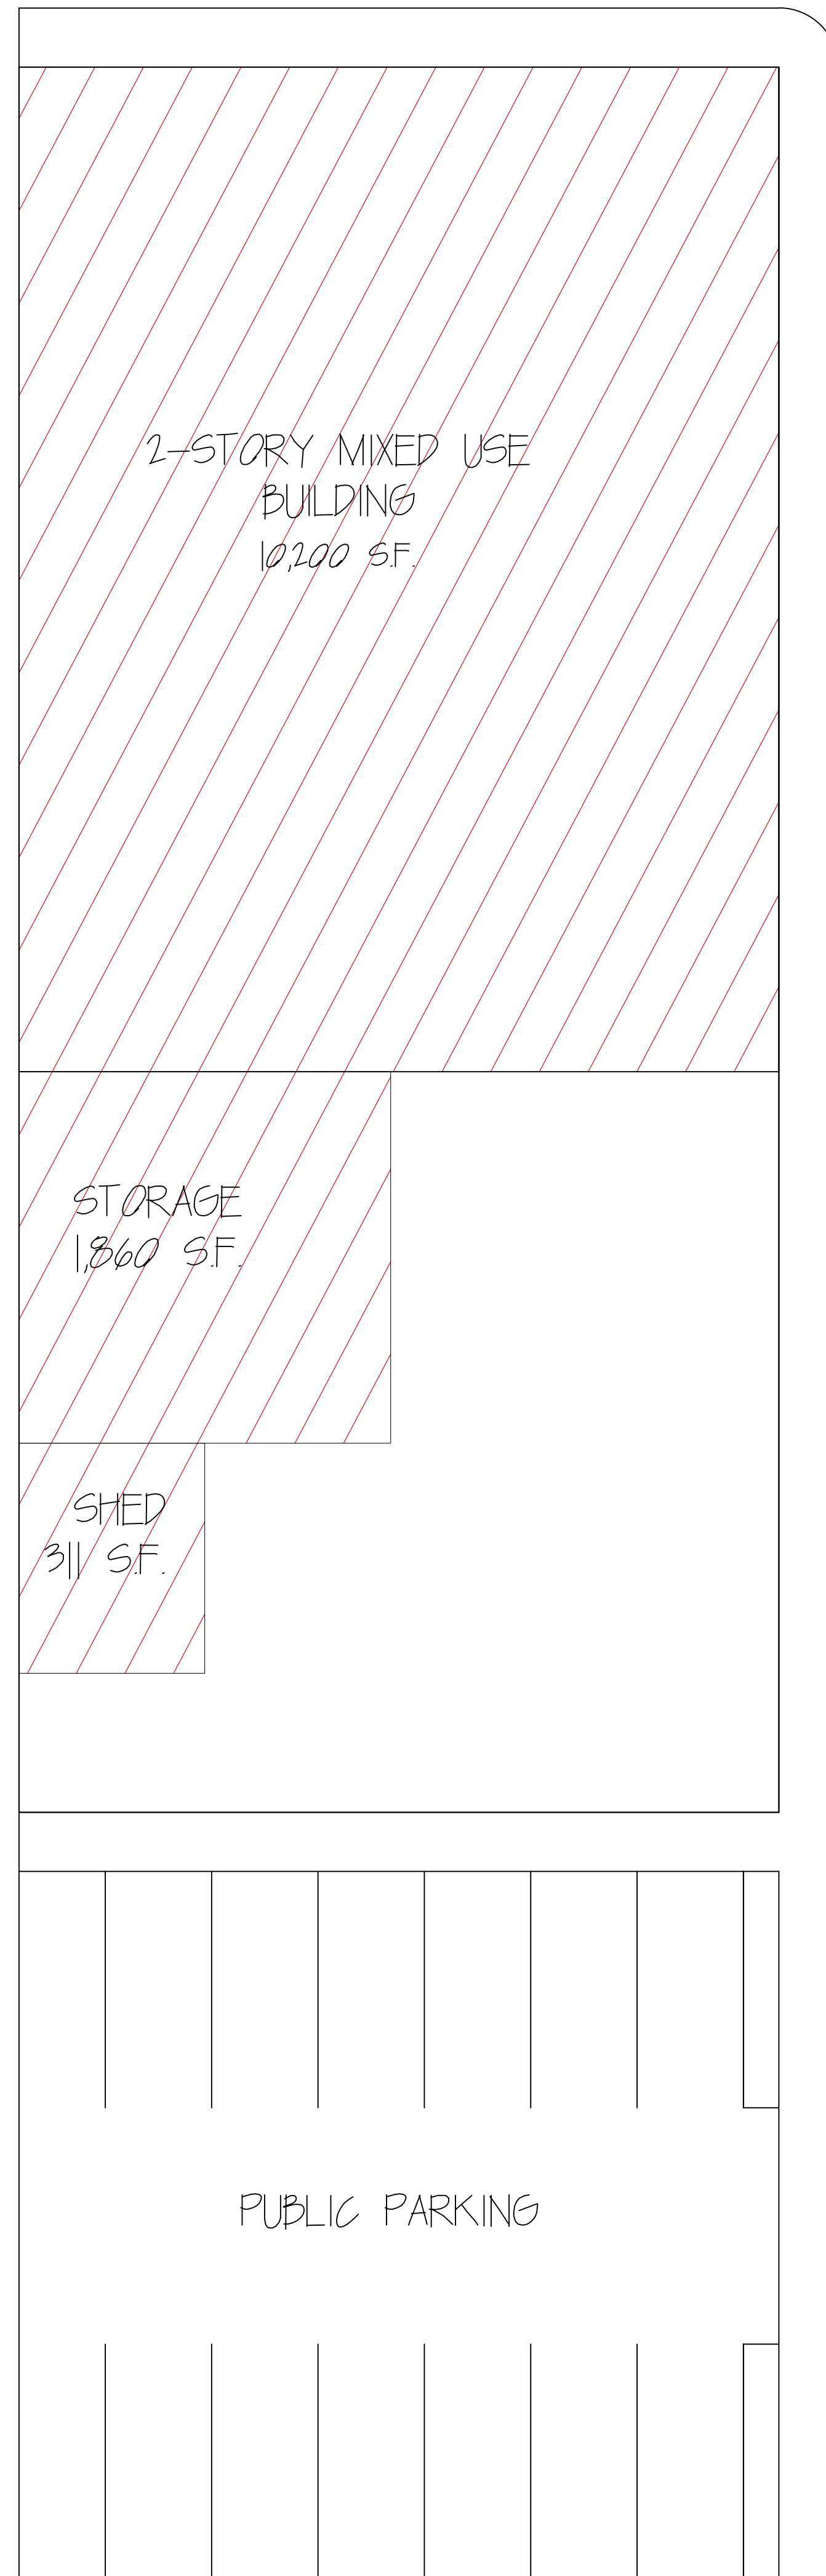 2-STORY MIXED USE
BUILDING
10,200 S.F.
STORAGE
1,860 S.F.
SHED
311 S.F.
PUBLIC PARKING